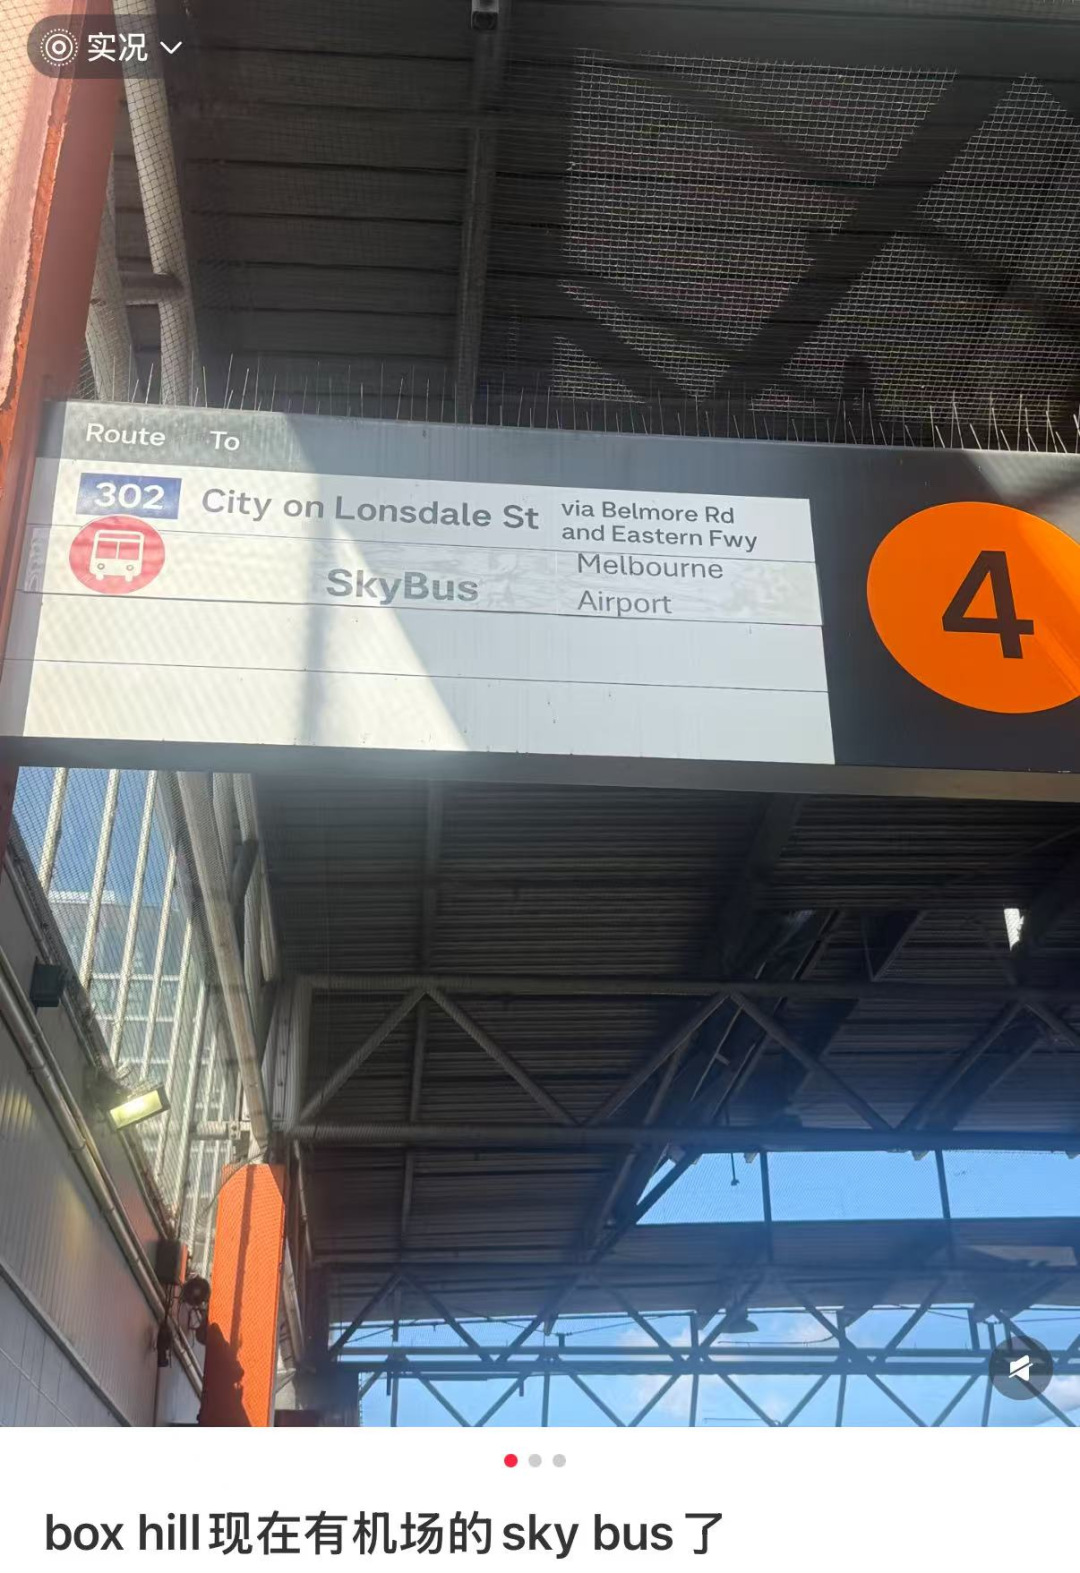 实况
Route To
302 City on Lonsdale St via Belmore Rd
and Eastern Fwy
SkyBus Melbourne
Airport
4
box hill现在有机场的sky bus了